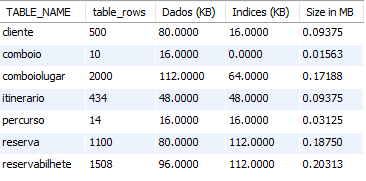 TABLE_NAME table_rows Dados (KB) Indices (KB) Size in MB
cliente 500 80.0000 16.0000 0.09375
comboio 10 16.0000 0.0000 0.01563
comboiolugar 2000 112.0000 64.0000 0.17188
itinerario 434 48.0000 48.0000 0.09375
percurso 14 16.0000 16.0000 0.03125
reserva 1100 80.0000 112.0000 0.18750
reservabilhete 1508 96.0000 112.0000 0.20313